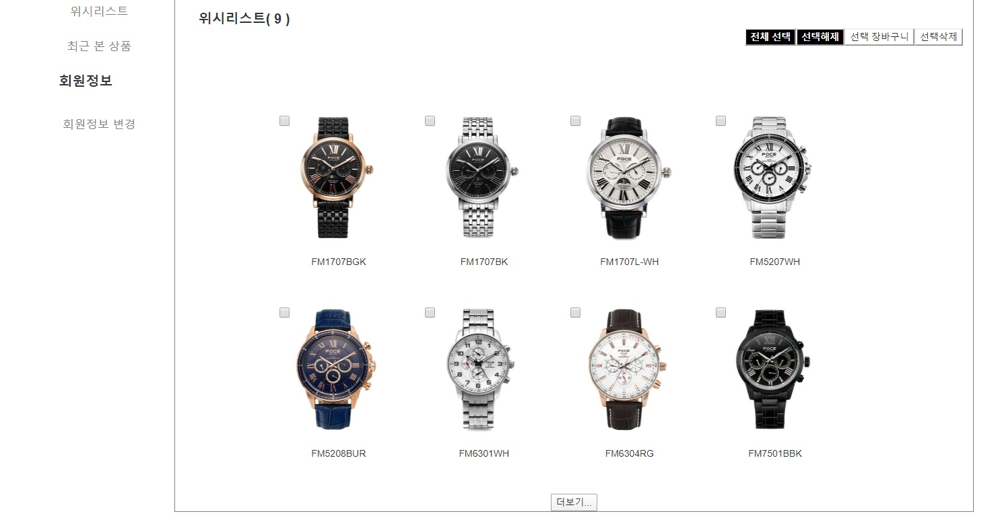 위시리스트
최근 본 상품
회원정보
회원정보 변경
위시리스트( 9 )
전체 선택 선택해제 선택 장바구니 선택삭제
FOCE FOCE FOCE FOCE
FM1707BGK FM1707BK FM1707L-WH FM5207WH
FOCE FOCE FOCE FOCE
FM5208BUR FM6301WH FM6304RG FM7501BBK
더보기...